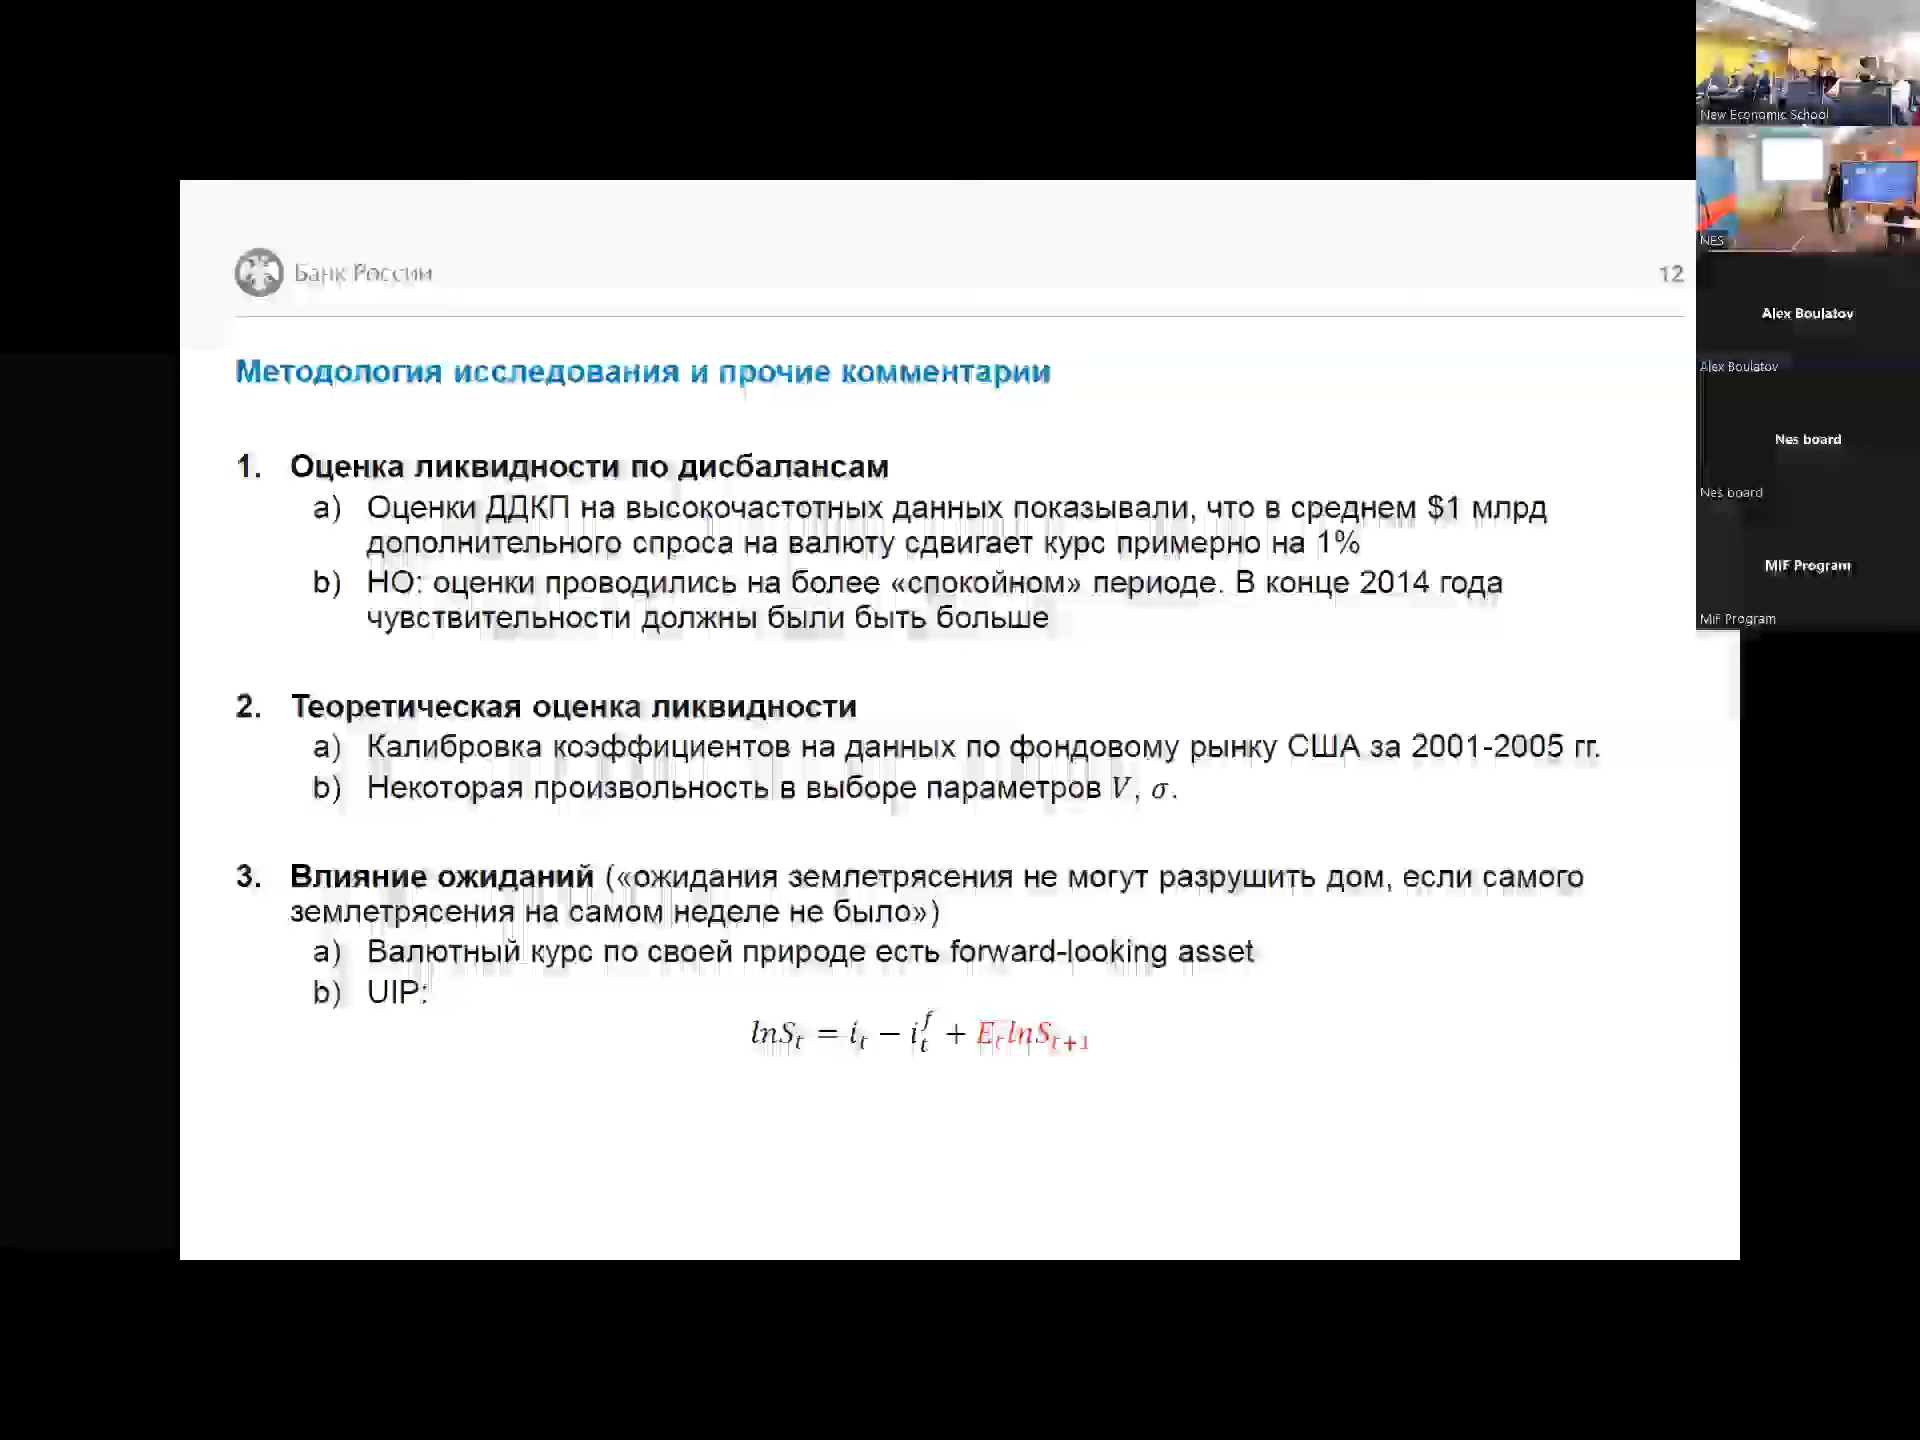 Банк России
12
Методология исследования и прочие комментарии
1. Оценка ликвидности по дисбалансам
a) Оценки ДДКП на высокочастотных данных показывали, что в среднем $1 млрд
дополнительного спроса на валюту сдвигает курс примерно на 1%
b) НО: оценки проводились на более «спокойном» периоде. В конце 2014 года
чувствительности должны были быть больше
2. Теоретическая оценка ликвидности
a) Калибровка коэффициентов на данных по фондовому рынку США за 2001-2005 гг.
b) Некоторая произвольность в выборе параметров V, σ.
3. Влияние ожиданий («ожидания землетрясения не могут разрушить дом, если самого
землетрясения на самом неделе не было»)
a) Валютный курс по своей природе есть forward-looking asset
b) UIP:
lnS_t = i_t − i_t^f + E_t lnS_{t+1}
New Economic School
NES
Alex Boulatov
Alex Boulatov
Nes board
Nes board
MiF Program
MiF Program